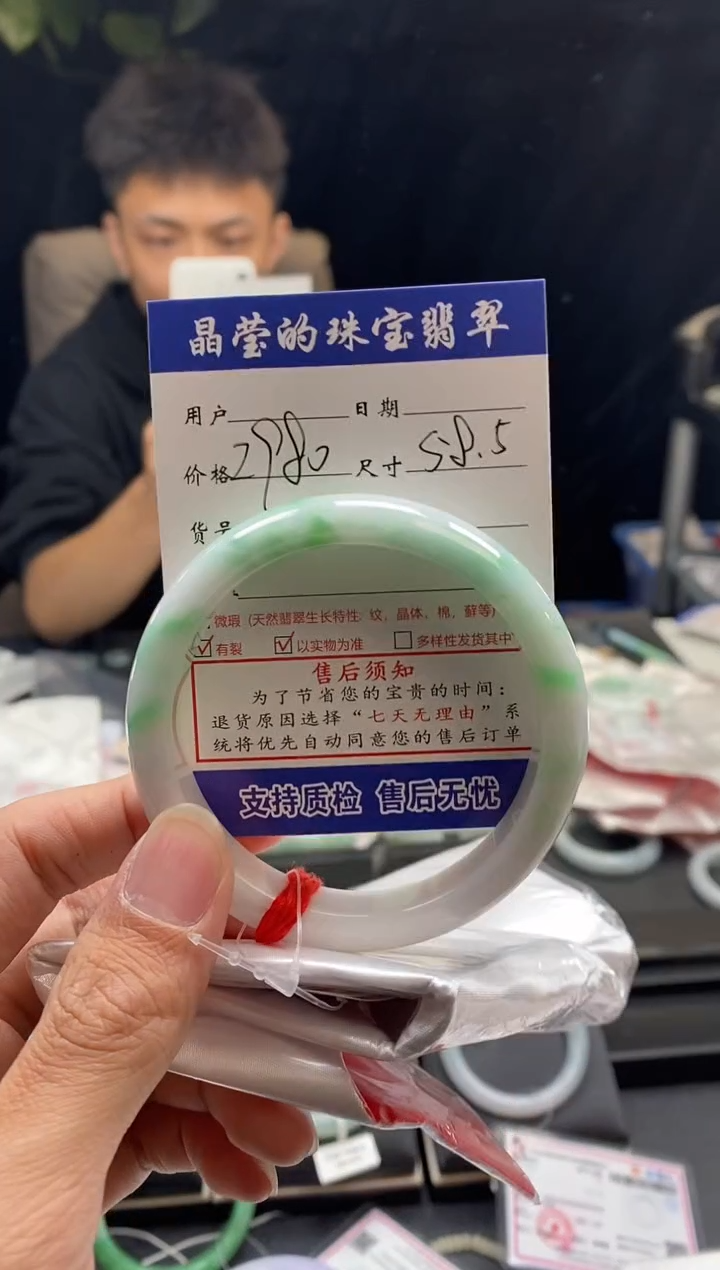 晶莹的珠宝翡翠
用户 日期
价格 2980 尺寸 58.5
货号
微瑕（天然翡翠生长特性：纹，晶体，棉，藓等）
有裂 以实物为准 多样性发货其中
售后须知
为了节省您的宝贵的时间：
退货原因选择“七天无理由”系
统将优先自动同意您的售后订单
支持质检 售后无忧